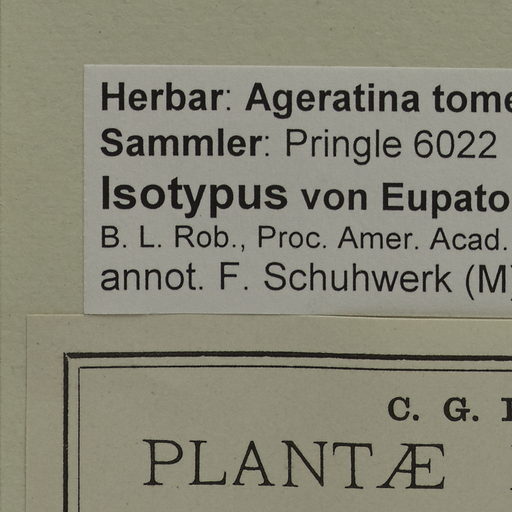 Herbar: Ageratina tome
Sammler: Pringle 6022
Isotypus von Eupato
B. L. Rob., Proc. Amer. Acad.
annot. F. Schuhwerk (M)
C. G.
PLANTÆ